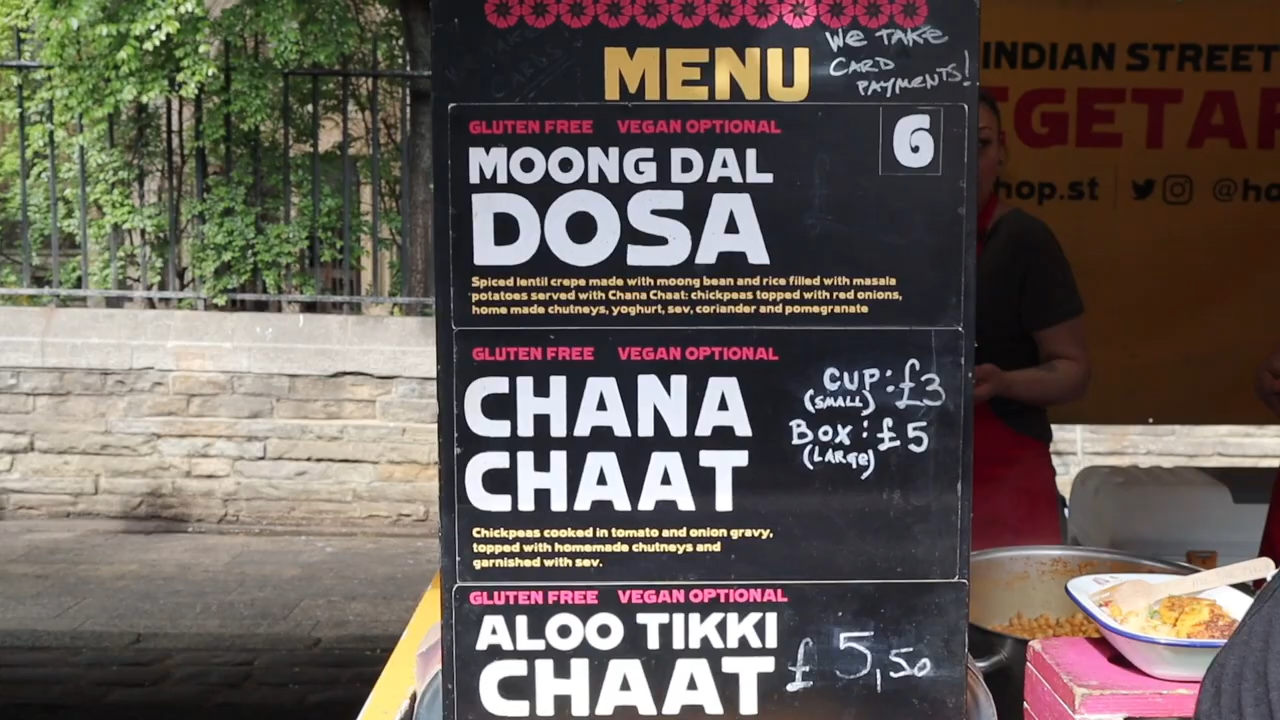 MENU
WE TAKE
CARD
PAYMENTS!
GLUTEN FREE VEGAN OPTIONAL
6
MOONG DAL
DOSA
Spiced lentil crepe made with moong bean and rice filled with masala
potatoes served with Chana Chaat: chickpeas topped with red onions,
home made chutneys, yoghurt, sev, coriander and pomegranate
GLUTEN FREE VEGAN OPTIONAL
CHANA
CHAAT
CUP: £3
(SMALL)
BOX: £5
(LARGe)
Chickpeas cooked in tomato and onion gravy,
topped with homemade chutneys and
garnished with sev.
GLUTEN FREE VEGAN OPTIONAL
ALOO TIKKI
CHAAT
£5,50
INDIAN STREET
GETAR
hop.st
@ho